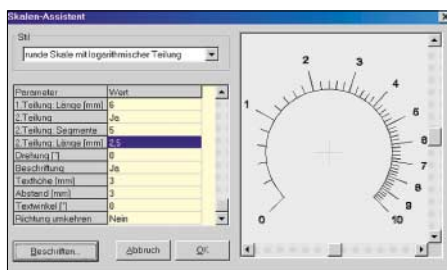 Skalen-Assistent
Stil
runde Skale mit logarithmischer Teilung
Parameter Wert
1.Teilung: Länge [mm] 6
2.Teilung Ja
2.Teilung: Segmente 5
2.Teilung: Länge [mm] 2,5
Drehung [°] 0
Beschriftung Ja
Texthöhe [mm] 3
Abstand [mm] 3
Textwinkel [°] 0
Richtung umkehren Nein
Beschriften... Abbruch OK
0 1 2 3 4 5 6 7 8 9 10